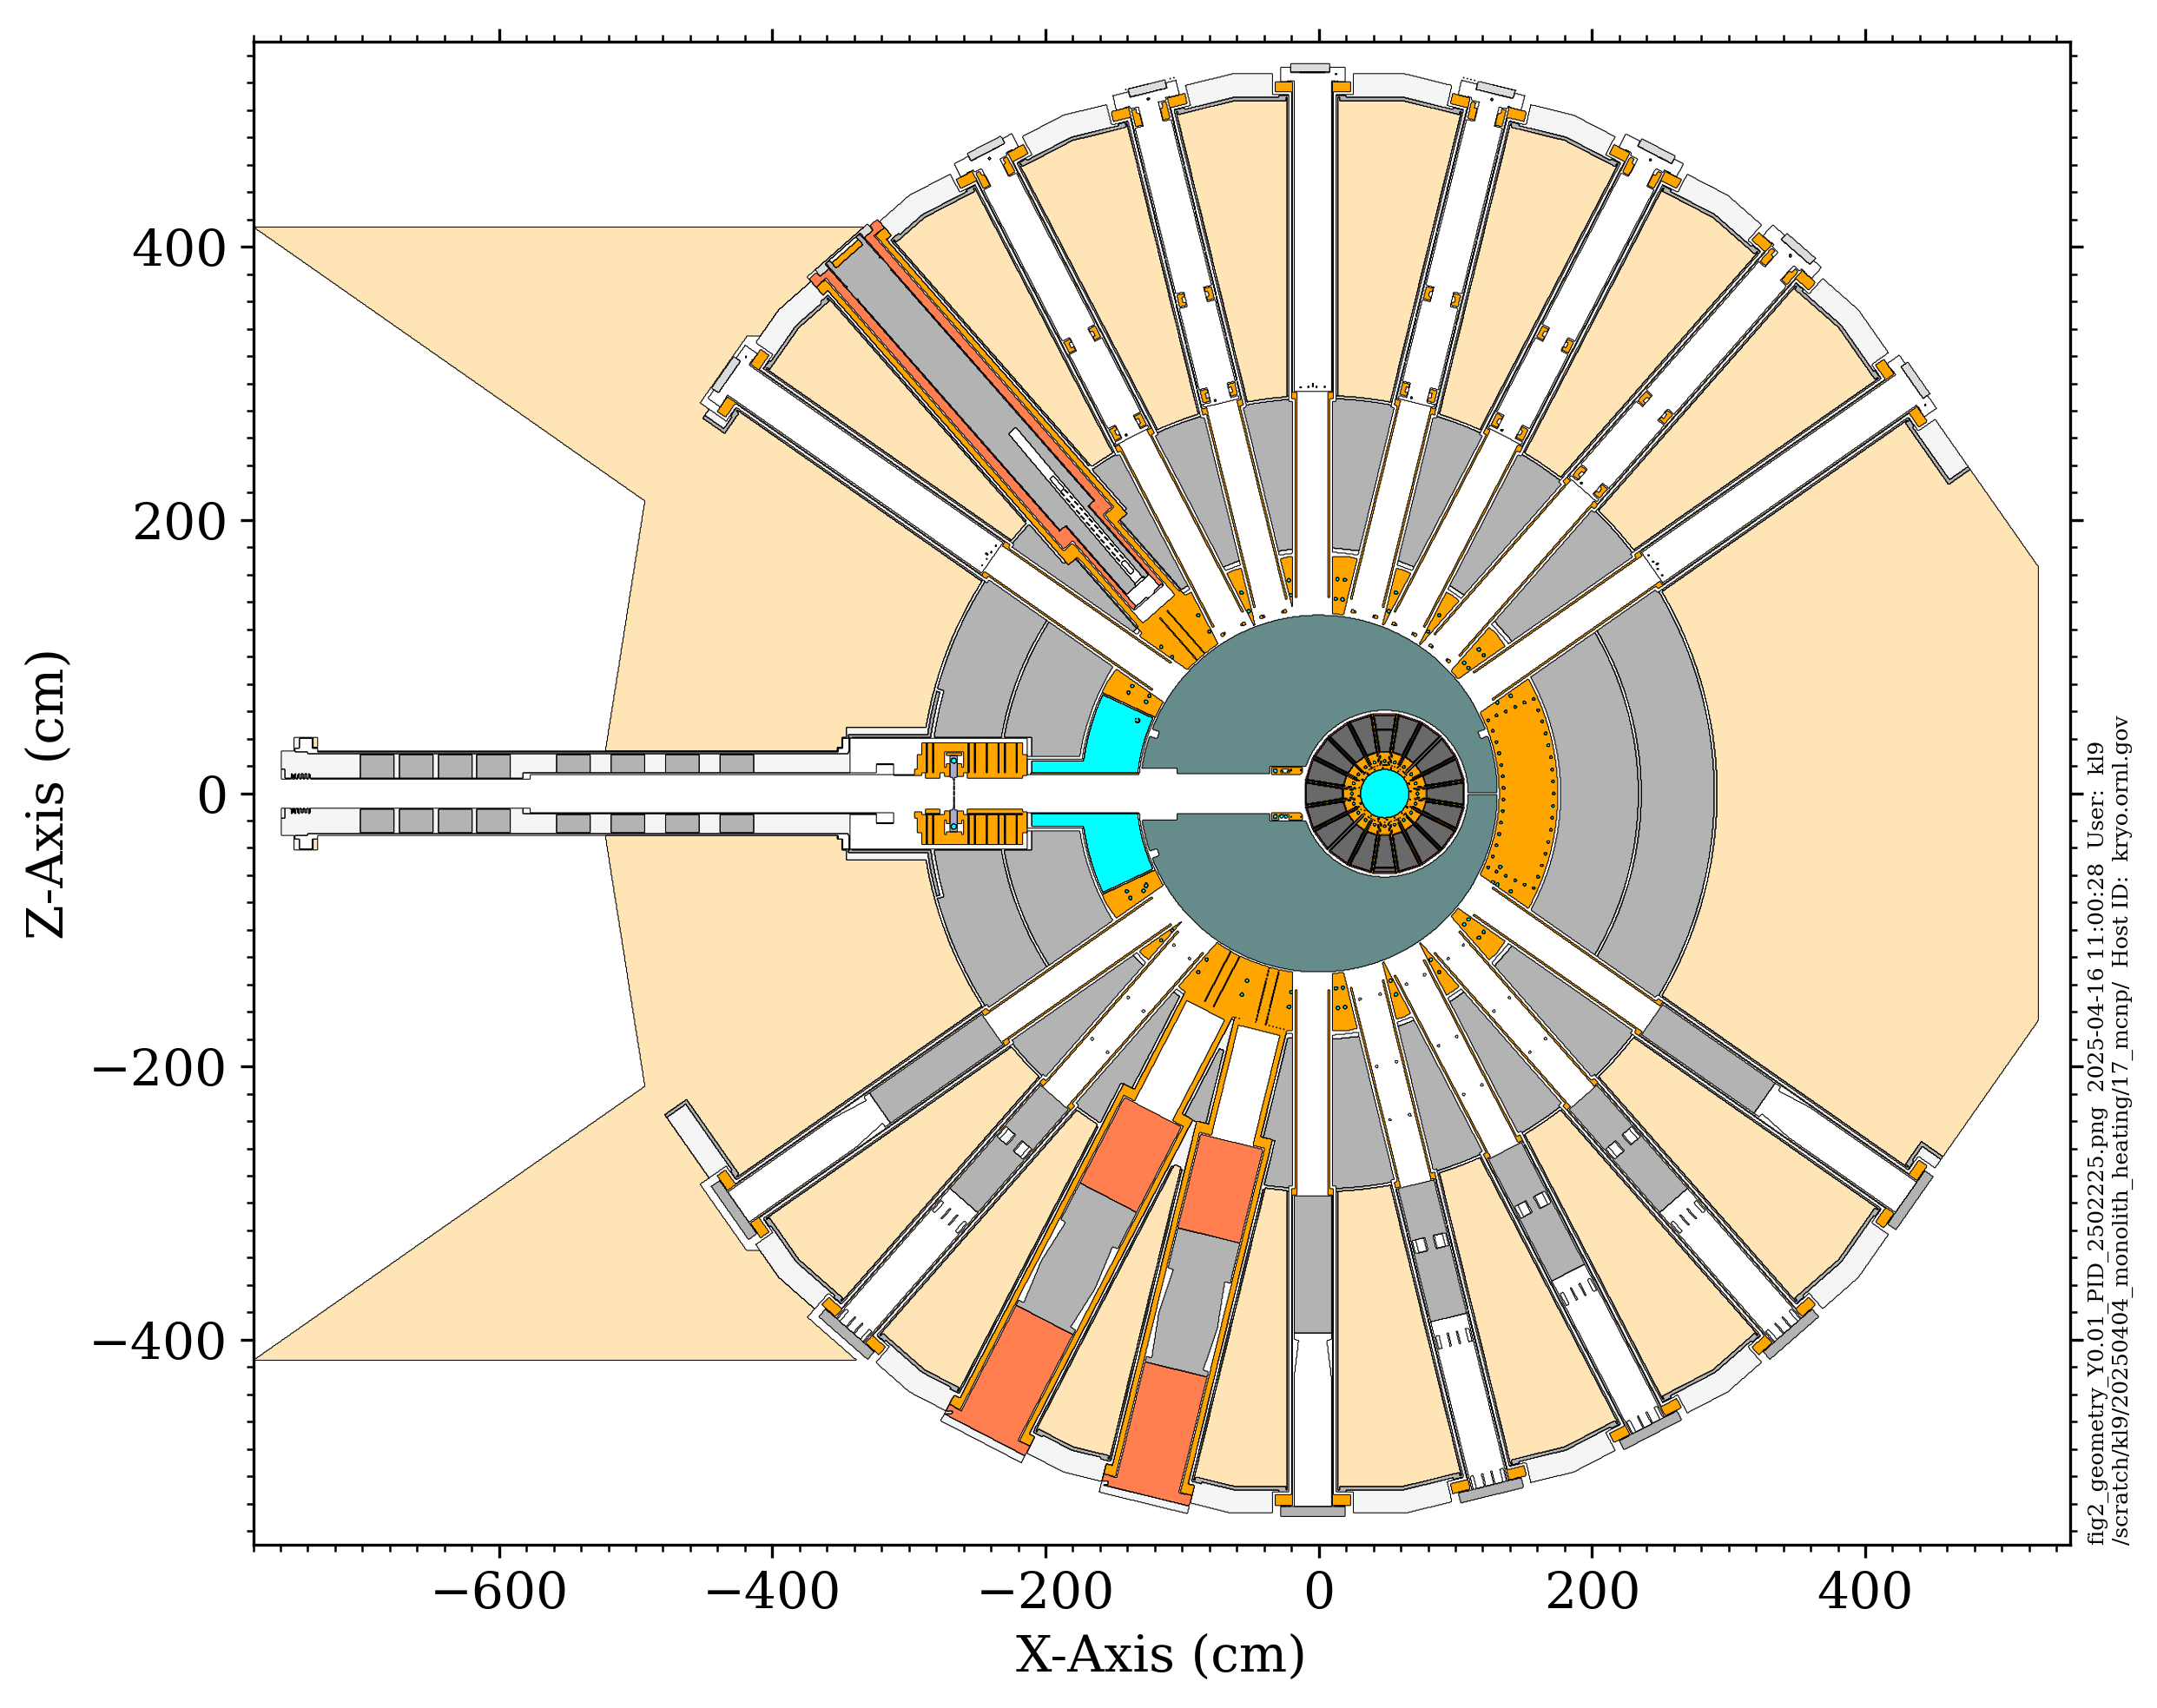 400
200
0
−200
−400
Z-Axis (cm)
−600
−400
−200
0
200
400
X-Axis (cm)
fig2_geometry_Y0.01_PID_2502225.png 2025-04-16 11:00:28 User: kl9
/scratch/kl9/20250404_monolith_heating/17_mcnp/ Host ID: kryo.ornl.gov